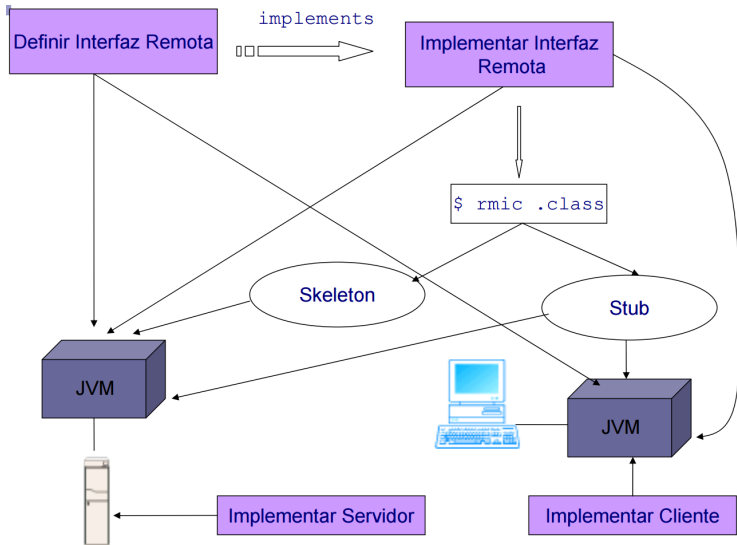 implements
Definir Interfaz Remota
Implementar Interfaz
Remota
$ rmic .class
Skeleton
Stub
JVM
JVM
Implementar Servidor
Implementar Cliente